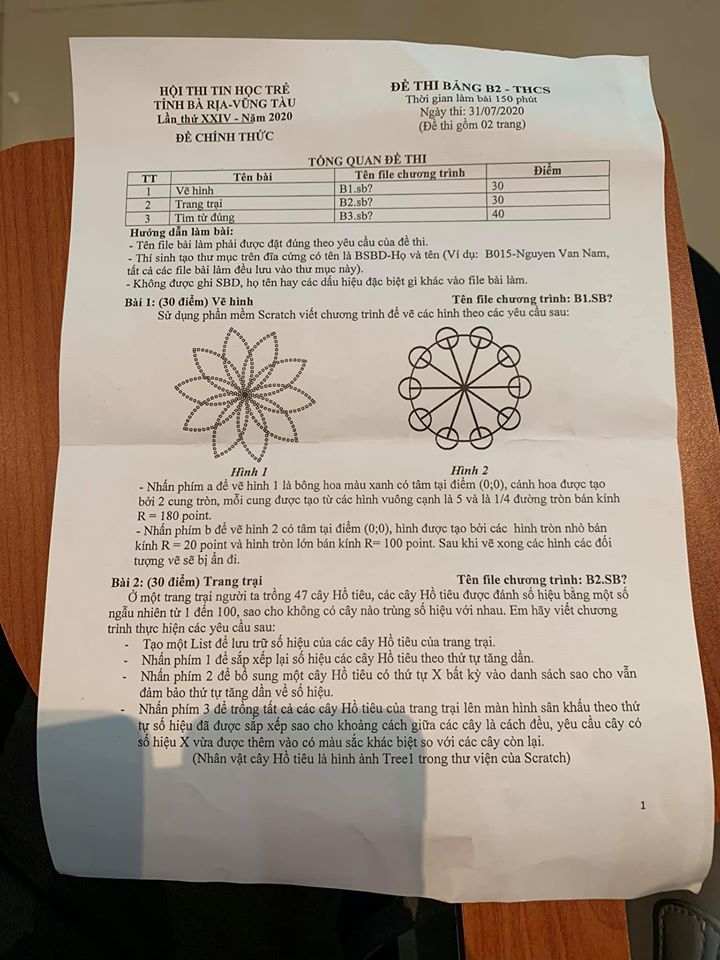 HỘI THI TIN HỌC TRẺ
TỈNH BÀ RỊA-VŨNG TÀU
Lần thứ XXIV - Năm 2020
ĐỀ CHÍNH THỨC
ĐỀ THI BẢNG B2 - THCS
Thời gian làm bài 150 phút
Ngày thi: 31/07/2020
(Đề thi gồm 02 trang)
TỔNG QUAN ĐỀ THI
TT Tên bài Tên file chương trình Điểm
1 Vẽ hình B1.sb? 30
2 Trang trại B2.sb? 30
3 Tìm từ đúng B3.sb? 40
Hướng dẫn làm bài:
- Tên file bài làm phải được đặt đúng theo yêu cầu của đề thi.
- Thí sinh tạo thư mục trên đĩa cứng có tên là BSBD-Họ và tên (Ví dụ: B015-Nguyen Van Nam,
tất cả các file bài làm đều lưu vào thư mục này).
- Không được ghi SBD, họ tên hay các dấu hiệu đặc biệt gì khác vào file bài làm.
Bài 1: (30 điểm) Vẽ hình Tên file chương trình: B1.SB?
Sử dụng phần mềm Scratch viết chương trình để vẽ các hình theo các yêu cầu sau:
Hình 1 Hình 2
- Nhấn phím a để vẽ hình 1 là bông hoa màu xanh có tâm tại điểm (0;0), cánh hoa được tạo
bởi 2 cung tròn, mỗi cung được tạo từ các hình vuông cạnh là 5 và là 1/4 đường tròn bán kính
R = 180 point.
- Nhấn phím b để vẽ hình 2 có tâm tại điểm (0;0), hình được tạo bởi các hình tròn nhỏ bán
kính R = 20 point và hình tròn lớn bán kính R= 100 point. Sau khi vẽ xong các hình các đối
tượng vẽ sẽ bị ẩn đi.
Bài 2: (30 điểm) Trang trại Tên file chương trình: B2.SB?
Ở một trang trại người ta trồng 47 cây Hồ tiêu, các cây Hồ tiêu được đánh số hiệu bằng một số
ngẫu nhiên từ 1 đến 100, sao cho không có cây nào trùng số hiệu với nhau. Em hãy viết chương
trình thực hiện các yêu cầu sau:
- Tạo một List để lưu trữ số hiệu của các cây Hồ tiêu của trang trại.
- Nhấn phím 1 để sắp xếp lại số hiệu các cây Hồ tiêu theo thứ tự tăng dần.
- Nhấn phím 2 để bổ sung một cây Hồ tiêu có thứ tự X bất kỳ vào danh sách sao cho vẫn
đảm bảo thứ tự tăng dần về số hiệu.
- Nhấn phím 3 để trồng tất cả các cây Hồ tiêu của trang trại lên màn hình sân khấu theo thứ
tự số hiệu đã được sắp xếp sao cho khoảng cách giữa các cây là cách đều, yêu cầu cây có
số hiệu X vừa được thêm vào có màu sắc khác biệt so với các cây còn lại.
(Nhân vật cây Hồ tiêu là hình ảnh Tree1 trong thư viện của Scratch)
1